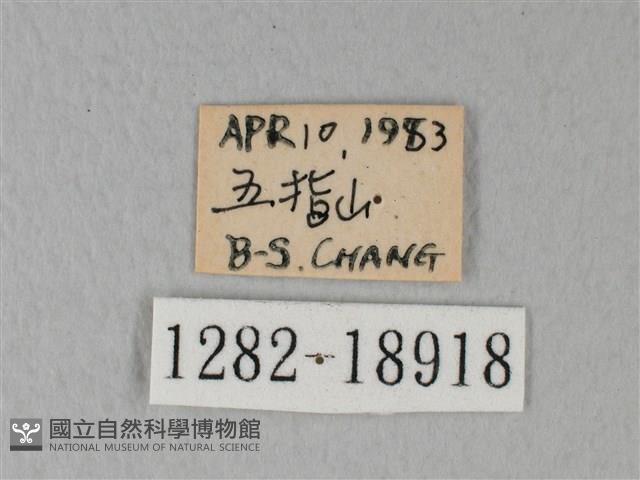 APR 10, 1983
五指山
B-S. CHANG
1282-18918
國立自然科學博物館
NATIONAL MUSEUM OF NATURAL SCIENCE